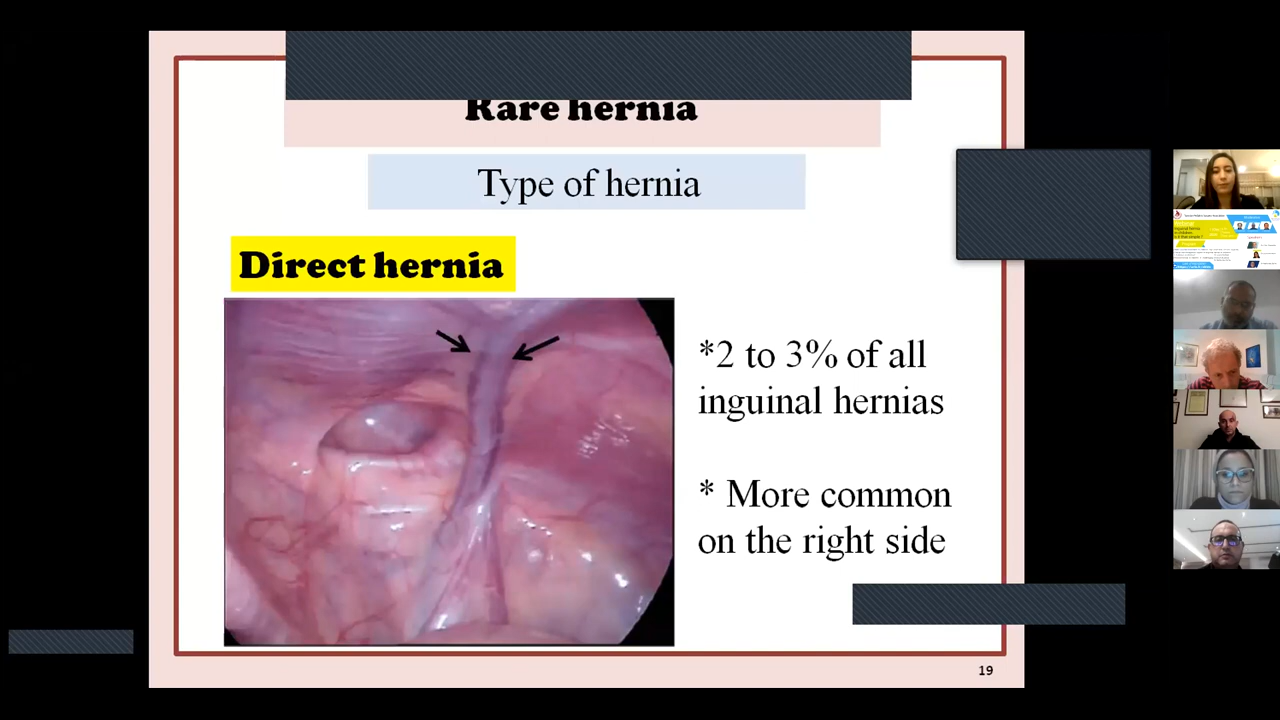 Rare hernia
Type of hernia
Direct hernia
*2 to 3% of all
inguinal hernias
* More common
on the right side
19